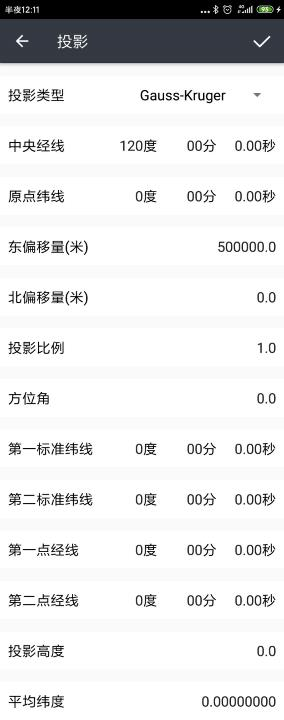 半夜12:11
投影
投影类型 Gauss-Kruger
中央经线 120度 00分 0.00秒
原点纬线 0度 00分 0.00秒
东偏移量(米) 500000.0
北偏移量(米) 0.0
投影比例 1.0
方位角 0.0
第一标准纬线 0度 00分 0.00秒
第二标准纬线 0度 00分 0.00秒
第一点经线 0度 00分 0.00秒
第二点经线 0度 00分 0.00秒
投影高度 0.0
平均纬度 0.00000000